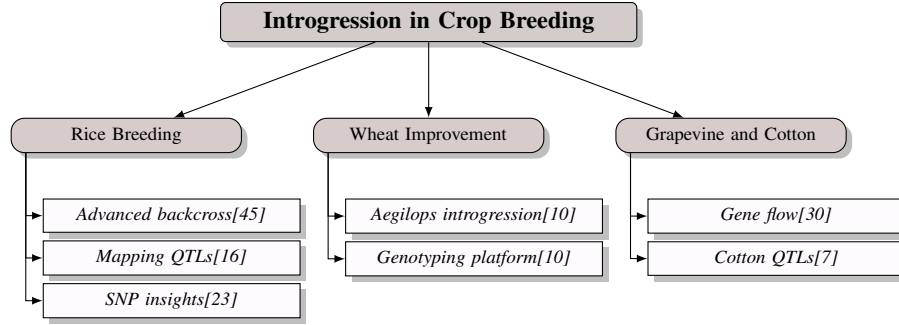 Introgression in Crop Breeding
Rice Breeding
Wheat Improvement
Grapevine and Cotton
Advanced backcross[45]
Aegilops introgression[10]
Gene flow[30]
Mapping QTLs[16]
Genotyping platform[10]
Cotton QTLs[7]
SNP insights[23]